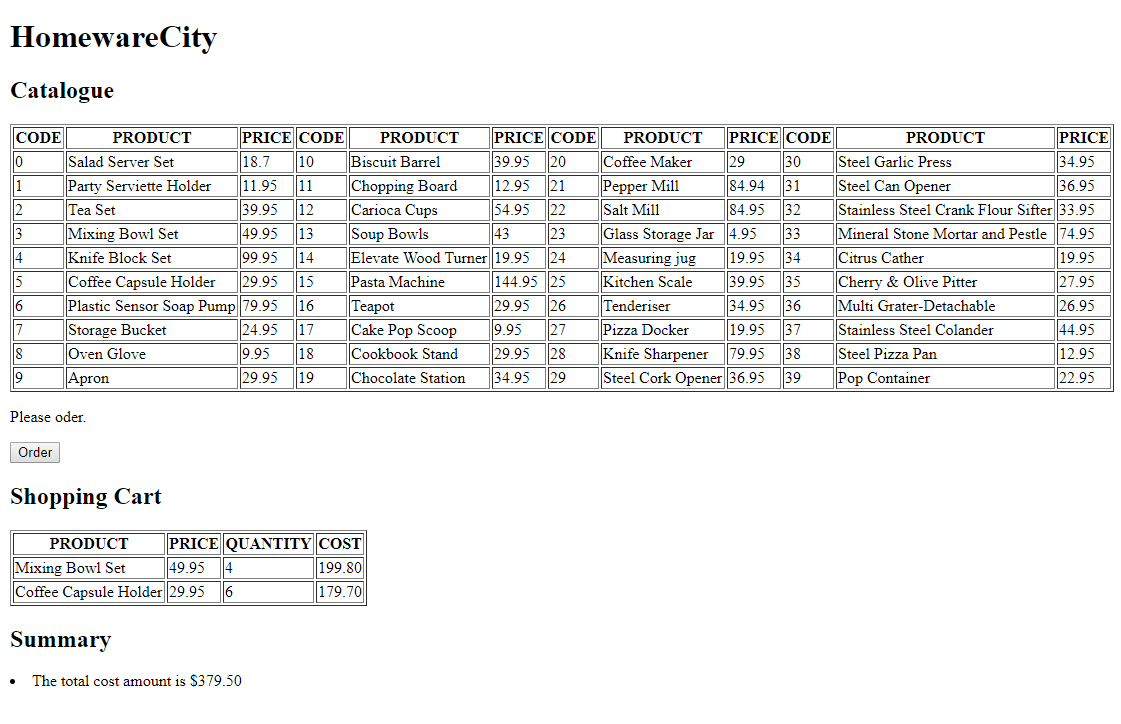 HomewareCity
Catalogue
CODE PRODUCT PRICE CODE PRODUCT PRICE CODE PRODUCT PRICE CODE PRODUCT PRICE
0 Salad Server Set 18.7 10 Biscuit Barrel 39.95 20 Coffee Maker 29 30 Steel Garlic Press 34.95
1 Party Serviette Holder 11.95 11 Chopping Board 12.95 21 Pepper Mill 84.94 31 Steel Can Opener 36.95
2 Tea Set 39.95 12 Carioca Cups 54.95 22 Salt Mill 84.95 32 Stainless Steel Crank Flour Sifter 33.95
3 Mixing Bowl Set 49.95 13 Soup Bowls 43 23 Glass Storage Jar 4.95 33 Mineral Stone Mortar and Pestle 74.95
4 Knife Block Set 99.95 14 Elevate Wood Turner 19.95 24 Measuring jug 19.95 34 Citrus Cather 19.95
5 Coffee Capsule Holder 29.95 15 Pasta Machine 144.95 25 Kitchen Scale 39.95 35 Cherry & Olive Pitter 27.95
6 Plastic Sensor Soap Pump 79.95 16 Teapot 29.95 26 Tenderiser 34.95 36 Multi Grater-Detachable 26.95
7 Storage Bucket 24.95 17 Cake Pop Scoop 9.95 27 Pizza Docker 19.95 37 Stainless Steel Colander 44.95
8 Oven Glove 9.95 18 Cookbook Stand 29.95 28 Knife Sharpener 79.95 38 Steel Pizza Pan 12.95
9 Apron 29.95 19 Chocolate Station 34.95 29 Steel Cork Opener 36.95 39 Pop Container 22.95
Please oder.
Order
Shopping Cart
PRODUCT PRICE QUANTITY COST
Mixing Bowl Set 49.95 4 199.80
Coffee Capsule Holder 29.95 6 179.70
Summary
• The total cost amount is $379.50